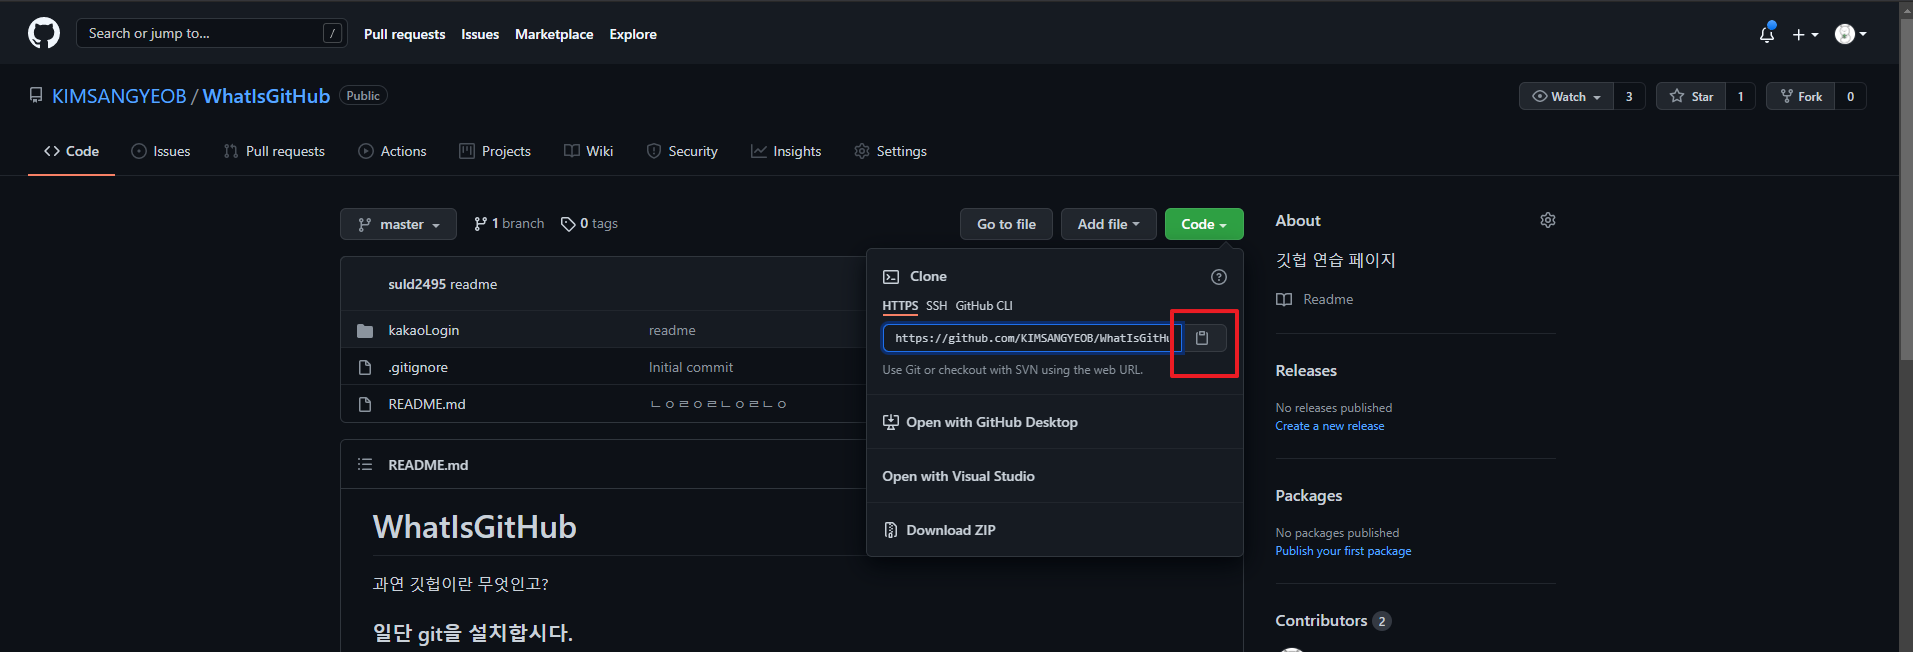 Search or jump to... /
Pull requests Issues Marketplace Explore
KIMSANGYEOB / WhatIsGitHub Public
Watch 3 Star 1 Fork 0
Code Issues Pull requests Actions Projects Wiki Security Insights Settings
master 1 branch 0 tags
Go to file Add file Code
suld2495 readme
kakaoLogin readme
.gitignore Initial commit
README.md ㄴㅇㄹㅇㄹㄴㅇㄹㄴㅇ
README.md
WhatIsGitHub
과연 깃헙이란 무엇인고?
일단 git을 설치합시다.
Clone
HTTPS SSH GitHub CLI
https://github.com/KIMSANGYEOB/WhatIsGitHu
Use Git or checkout with SVN using the web URL.
Open with GitHub Desktop
Open with Visual Studio
Download ZIP
About
깃헙 연습 페이지
Readme
Releases
No releases published
Create a new release
Packages
No packages published
Publish your first package
Contributors 2